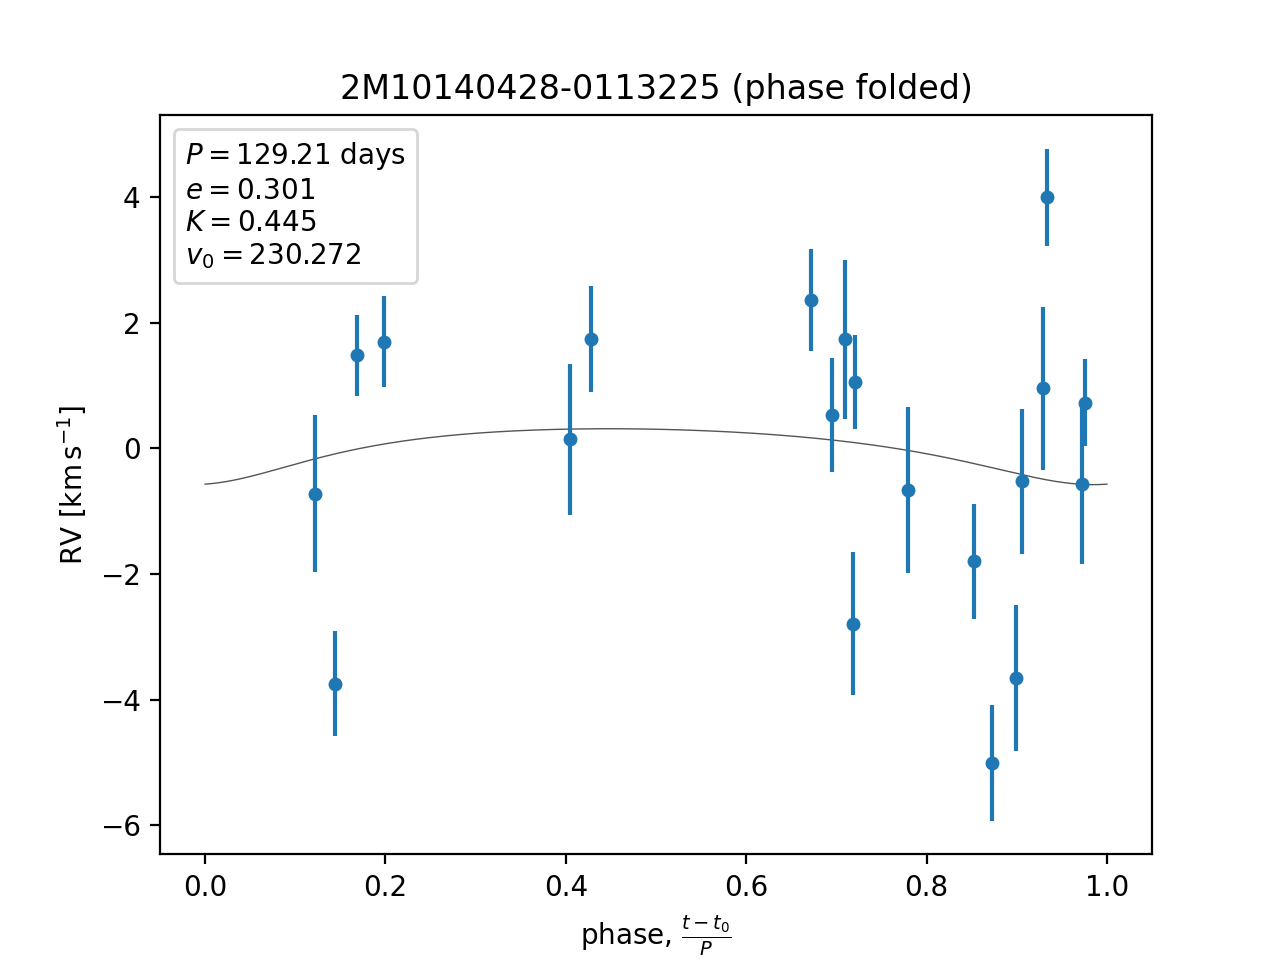 2M10140428-0113225 (phase folded)
P = 129.21 days
e = 0.301
K = 0.445
v₀ = 230.272
4
2
0
−2
−4
−6
RV [km s⁻¹]
0.0 0.2 0.4 0.6 0.8 1.0
phase, (t − t₀)/P